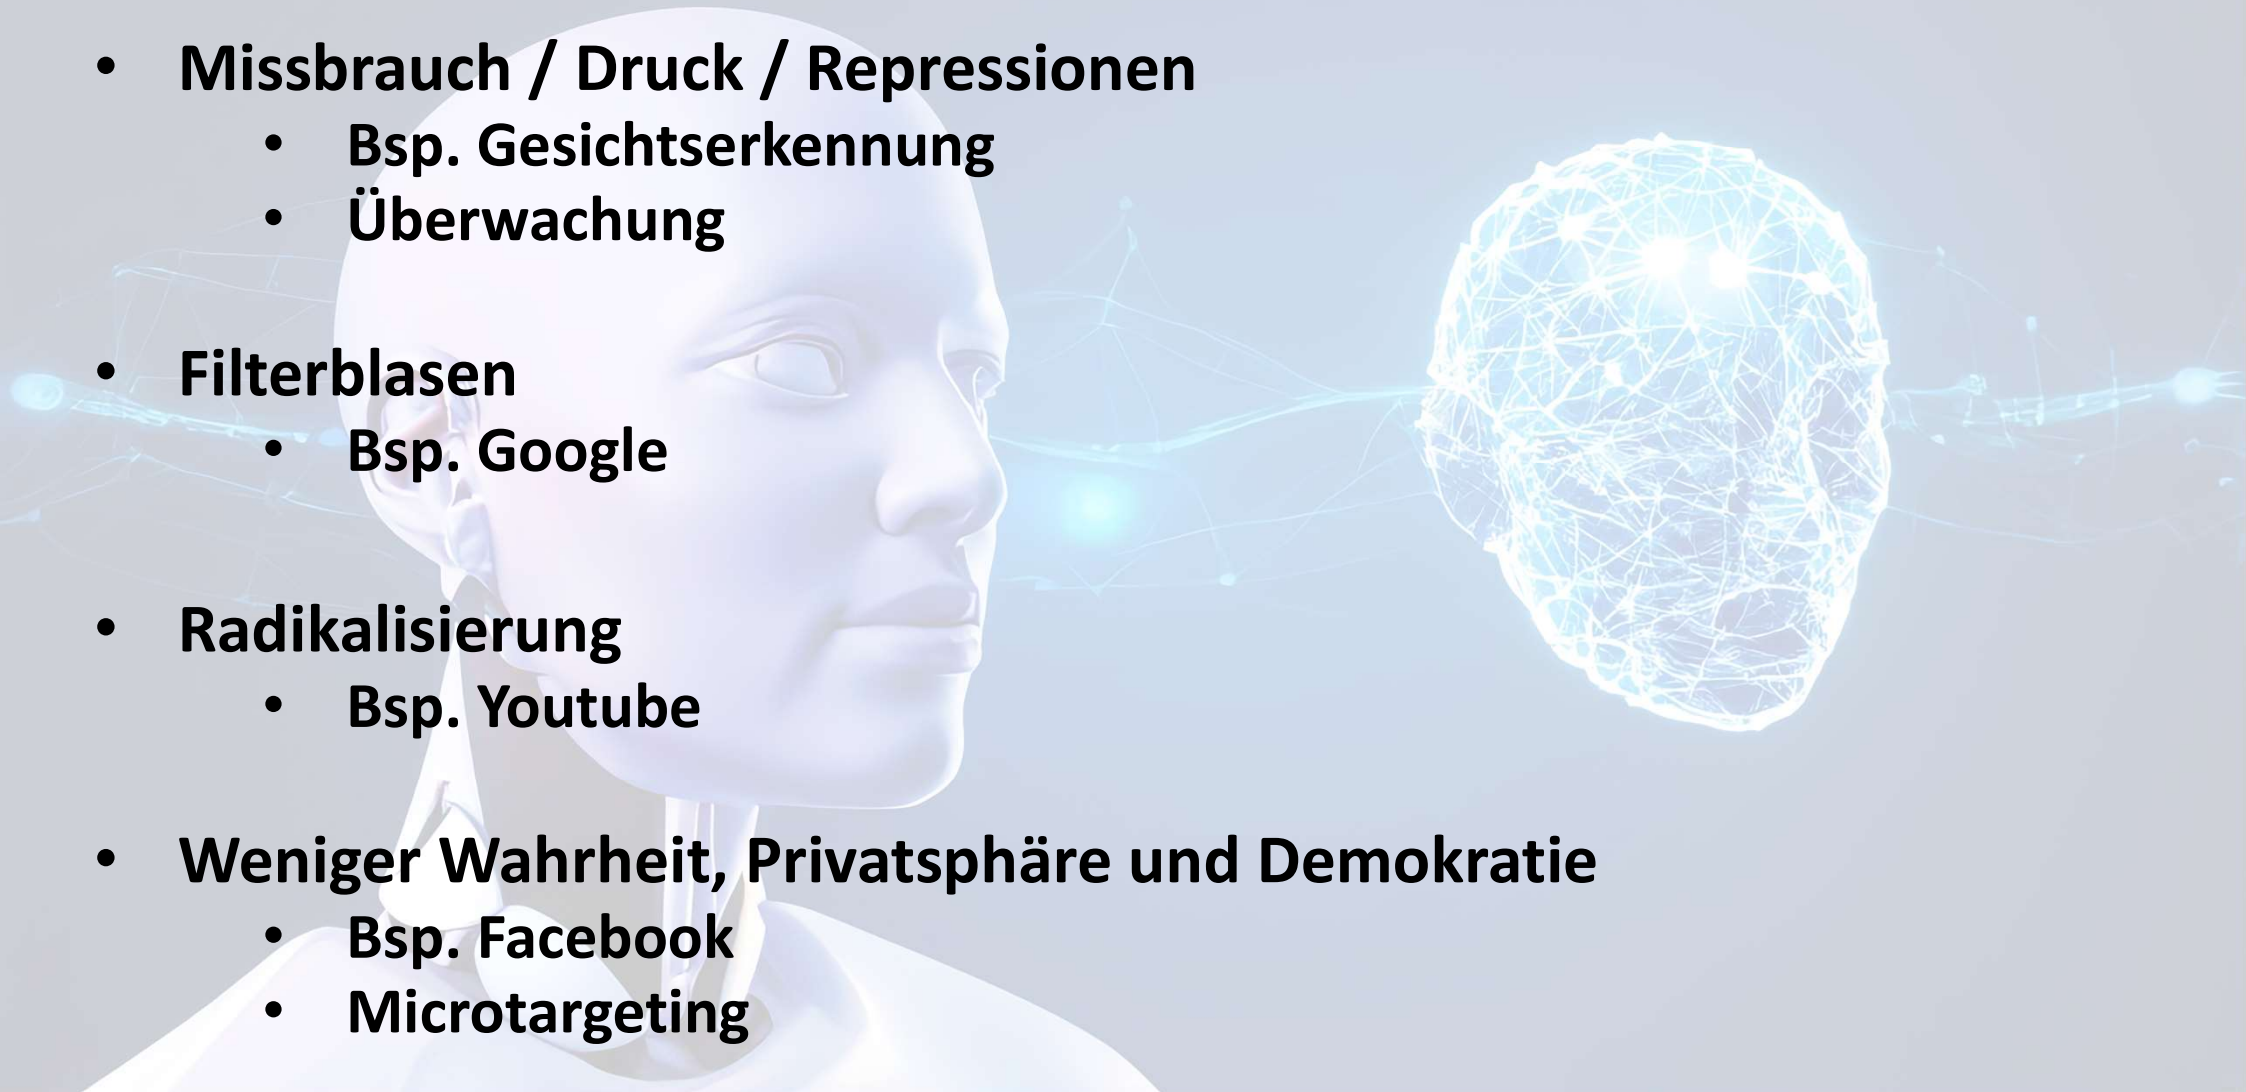 • Missbrauch / Druck / Repressionen
• Bsp. Gesichtserkennung
• Überwachung
• Filterblasen
• Bsp. Google
• Radikalisierung
• Bsp. Youtube
• Weniger Wahrheit, Privatsphäre und Demokratie
• Bsp. Facebook
• Microtargeting